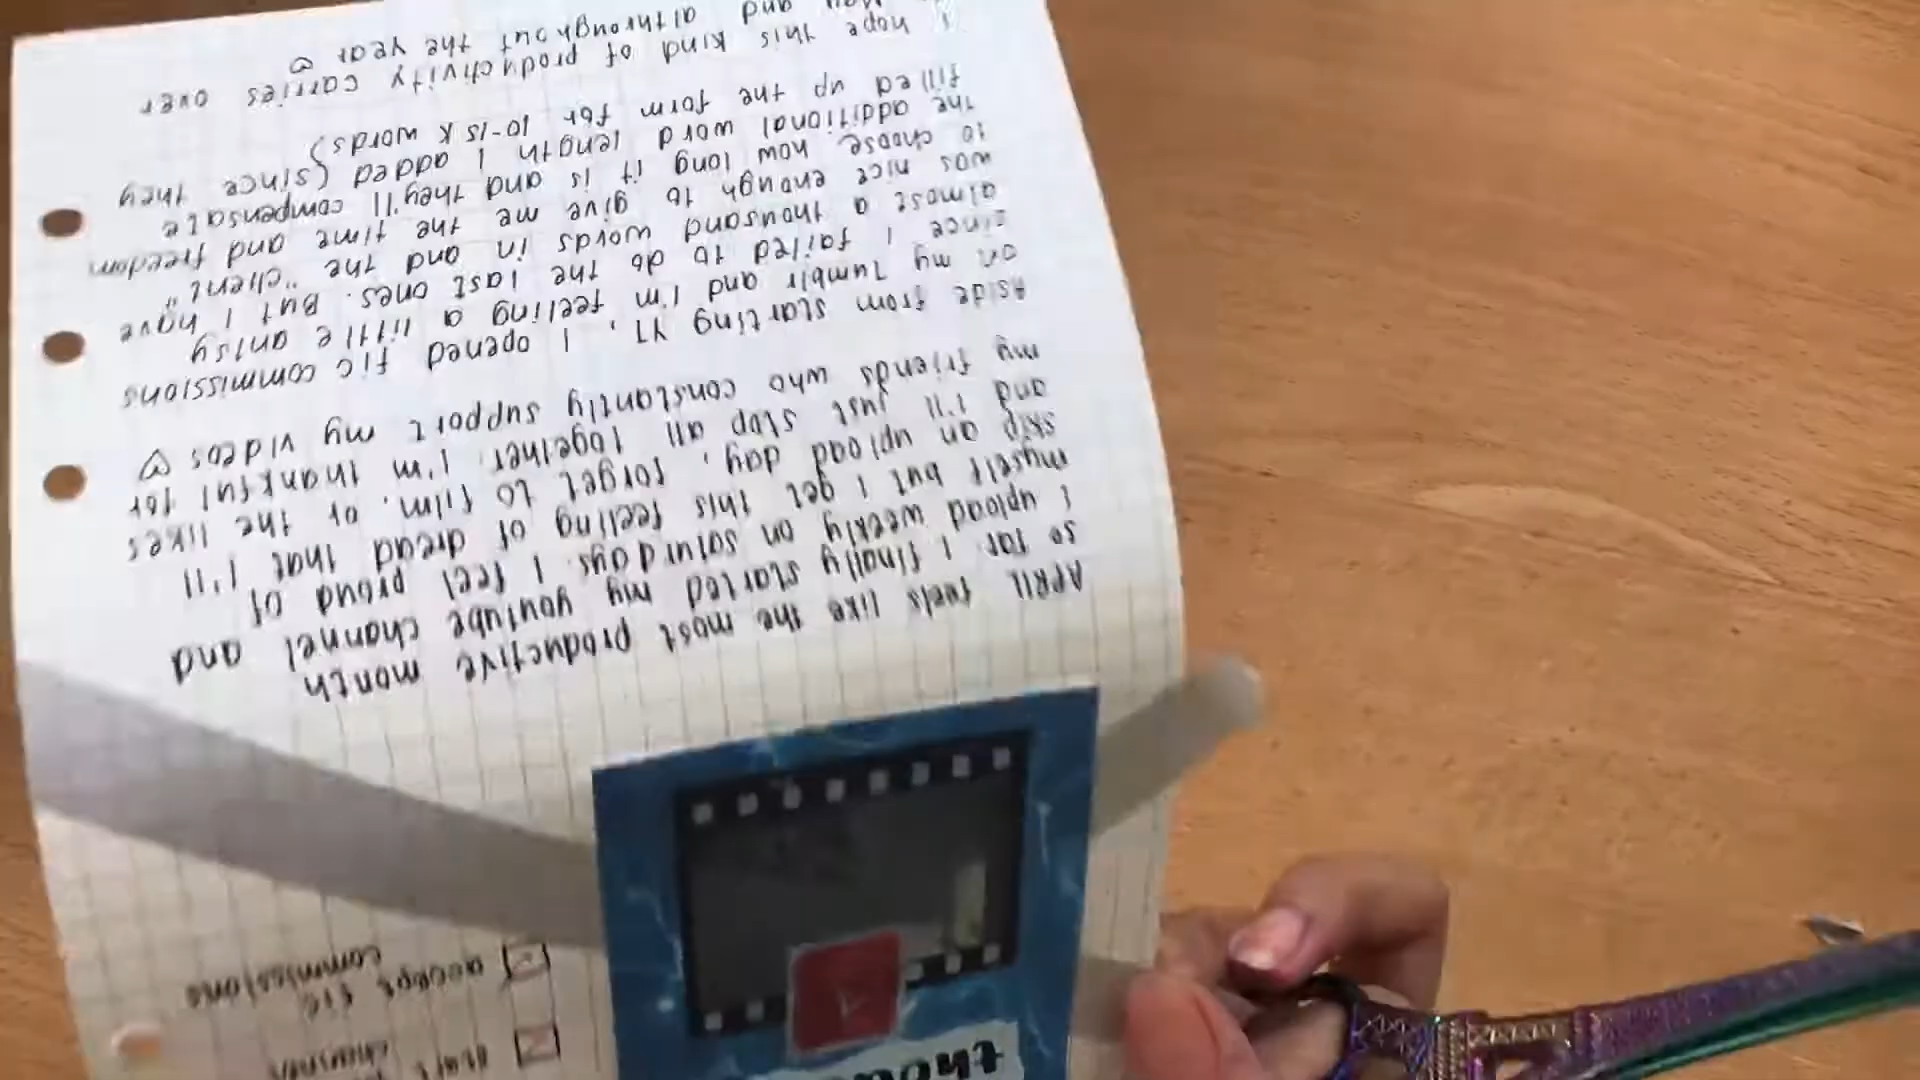 thou
start
channel
accept fic
commissions
APRIL feels like the most productive month
so far. I finally started my youtube channel and
I upload weekly on saturdays. I feel proud of
myself but I get this feeling of dread that I'll
skip an upload day, forget to film, or the likes
and I'll just stop all together. I'm thankful for
my friends who constantly support my videos ♡
Aside from starting YT, I opened fic commissions
on my Tumblr and I'm feeling a little antsy
since I failed to do the last ones. But I have
almost a thousand words in and the "client"
was nice enough to give me the time and freedom
to choose how long it is and they'll compensate
the additional word length I added (since they
filled up the form for 10-15 k words)
I hope this kind of productivity carries over
May and althroughout the year ♡